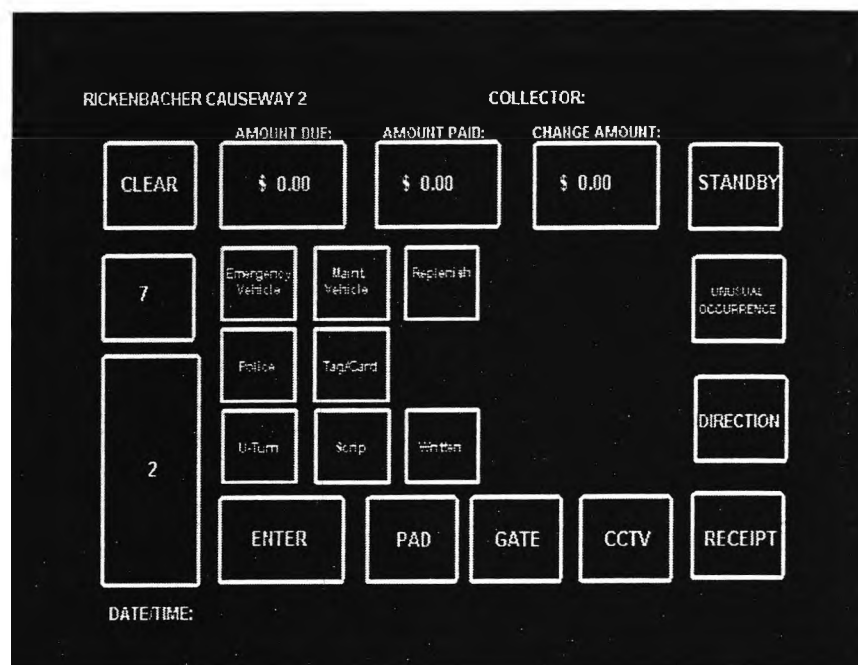 RICKENBACHER CAUSEWAY 2 COLLECTOR:
AMOUNT DUE: AMOUNT PAID: CHANGE AMOUNT:
CLEAR $ 0.00 $ 0.00 $ 0.00 STANDBY
7
Emergency Vehicle
Maint. Vehicle
Replenish
UNUSUAL OCCURRENCE
Police Tag/Card
DIRECTION
2
U-Turn Scrip Written
ENTER PAD GATE CCTV RECEIPT
DATE/TIME: